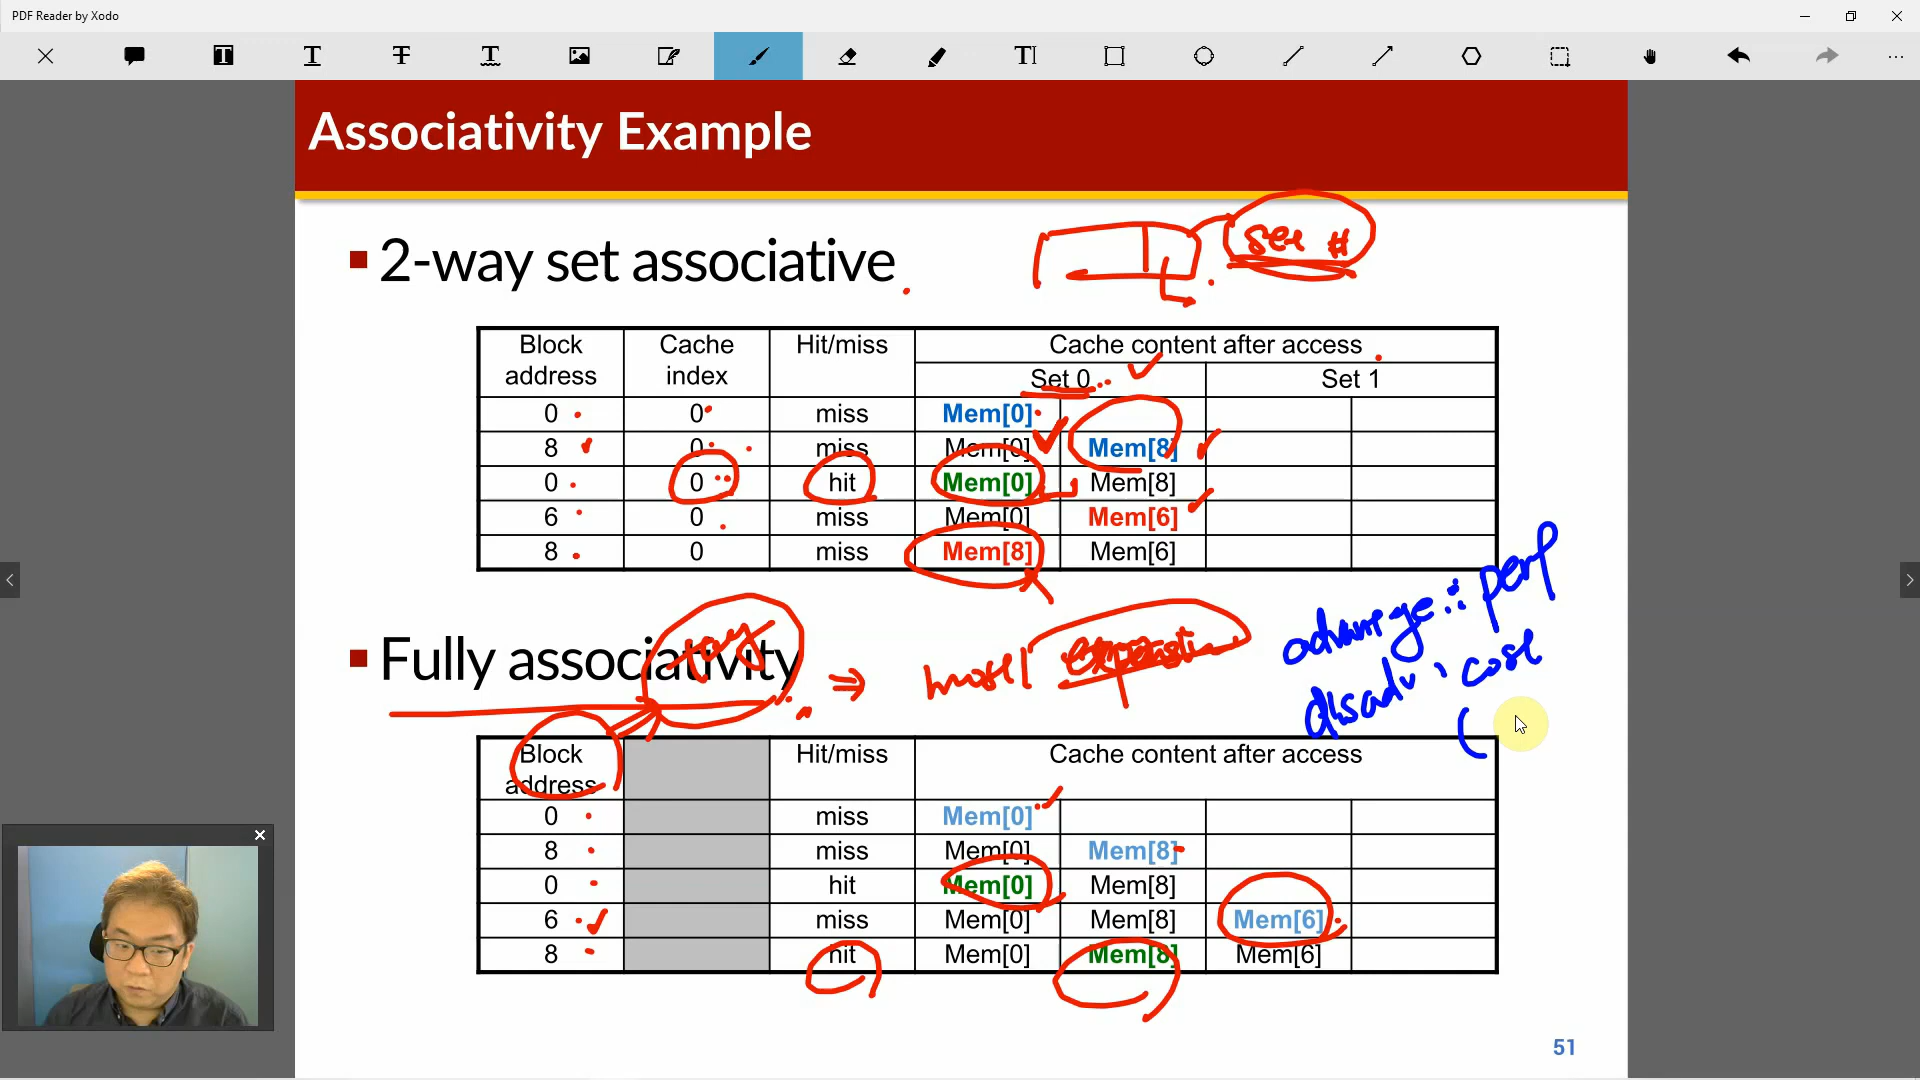 PDF Reader by Xodo
Associativity Example
2-way set associative
set #
Block address Cache index Hit/miss Cache content after access
Set 0 Set 1
0 0 miss Mem[0]
8 0 miss Mem[0] Mem[8]
0 0 hit Mem[0] Mem[8]
6 0 miss Mem[0] Mem[6]
8 0 miss Mem[8] Mem[6]
perf
Fully associativity
tag
⇒ most
disadv : cost
(
Block address Hit/miss Cache content after access
0 miss Mem[0]
8 miss Mem[0] Mem[8]
0 hit Mem[0] Mem[8]
6 miss Mem[0] Mem[8] Mem[6]
8 hit Mem[0] Mem[8] Mem[6]
51